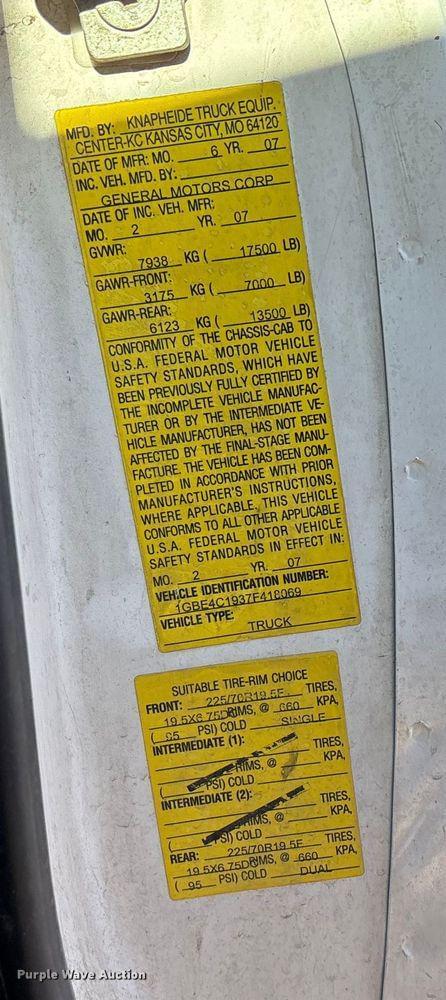 MFD. BY: KNAPHEIDE TRUCK EQUIP.
CENTER-KC KANSAS CITY, MO 64120
DATE OF MFR: MO. 6 YR. 07
INC. VEH. MFD. BY:
GENERAL MOTORS CORP
DATE OF INC. VEH. MFR:
MO. 2 YR. 07
GVWR:
7938 KG ( 17500 LB)
GAWR-FRONT:
3175 KG ( 7000 LB)
GAWR-REAR:
6123 KG ( 13500 LB)
CONFORMITY OF THE CHASSIS-CAB TO
U.S.A. FEDERAL MOTOR VEHICLE
SAFETY STANDARDS, WHICH HAVE
BEEN PREVIOUSLY FULLY CERTIFIED BY
THE INCOMPLETE VEHICLE MANUFAC-
TURER OR BY THE INTERMEDIATE VE-
HICLE MANUFACTURER, HAS NOT BEEN
AFFECTED BY THE FINAL-STAGE MANU-
FACTURE. THE VEHICLE HAS BEEN COM-
PLETED IN ACCORDANCE WITH PRIOR
MANUFACTURER'S INSTRUCTIONS,
WHERE APPLICABLE. THIS VEHICLE
CONFORMS TO ALL OTHER APPLICABLE
U.S.A. FEDERAL MOTOR VEHICLE
SAFETY STANDARDS IN EFFECT IN:
MO. 2 YR. 07
VEHICLE IDENTIFICATION NUMBER:
VEHICLE TYPE:
TRUCK
SUITABLE TIRE-RIM CHOICE
FRONT: 225/70R19.5F TIRES,
RIMS, @ 660 KPA,
( 95 PSI) COLD SINGLE
INTERMEDIATE (1):
TIRES,
RIMS, @ KPA,
( PSI) COLD
INTERMEDIATE (2):
TIRES,
RIMS, @ KPA,
( PSI) COLD
REAR: 225/70R19.5F TIRES,
RIMS, @ 660 KPA,
( 95 PSI) COLD DUAL
Purple Wave Auction